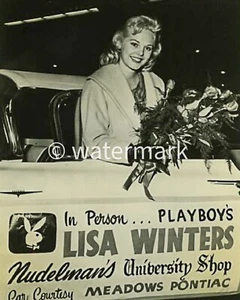 © watermark
In Person... PLAYBOY'S
LISA WINTERS
Nudelman's University Shop
Car Courtesy MEADOWS PONTIAC